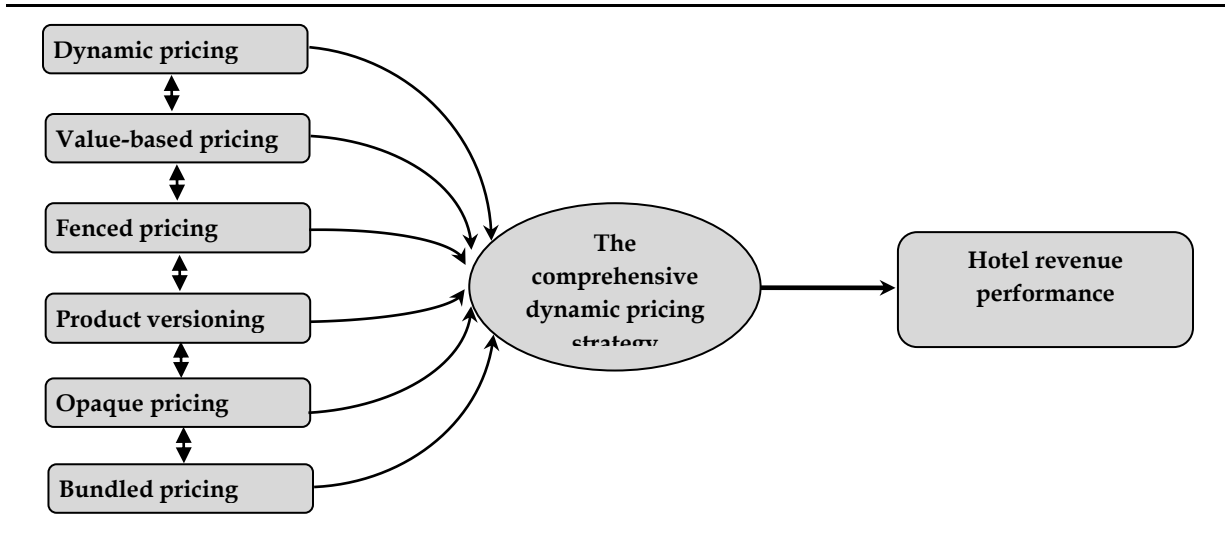 Dynamic pricing
Value-based pricing
Fenced pricing
Product versioning
Opaque pricing
Bundled pricing
The
comprehensive
dynamic pricing
strategy
Hotel revenue
performance